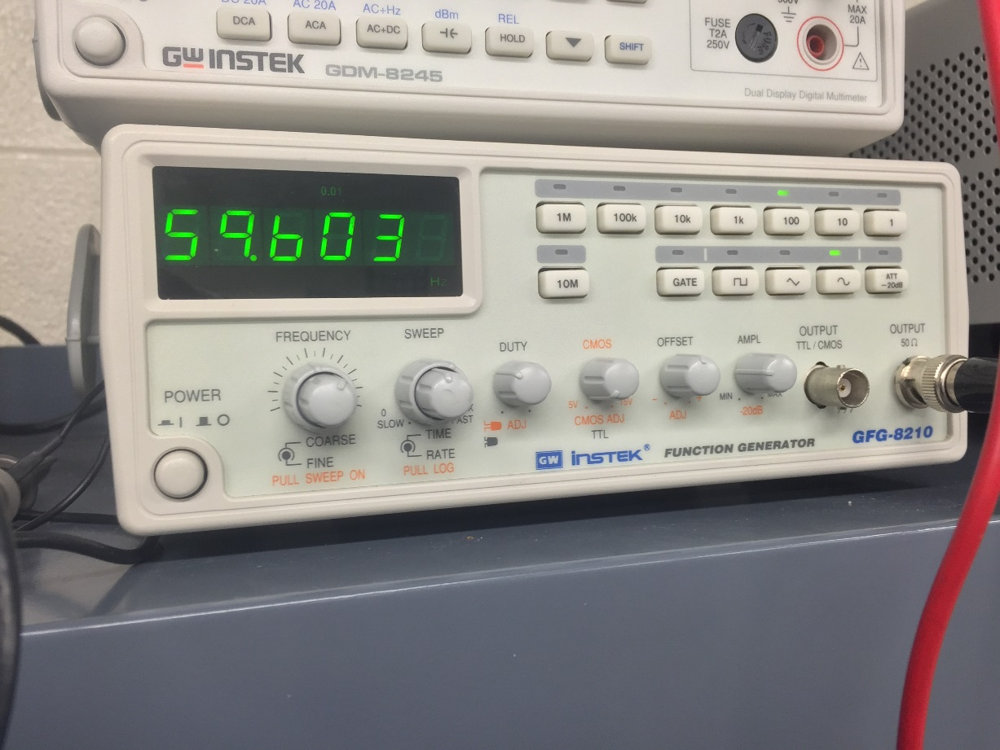 DC 20A AC 20A AC+Hz dBm REL
DCA ACA AC+DC HOLD SHIFT
GW INSTEK GDM-8245
FUSE
T2A
250V
MAX
20A
Dual Display Digital Multimeter
0.01
59.603
Hz
1M 100k 10k 1k 100 10 1
10M GATE ATT
-20dB
POWER
FREQUENCY
COARSE
FINE
PULL SWEEP ON
SWEEP
0
SLOW FAST
TIME
RATE
PULL LOG
DUTY
ADJ
CMOS
5V 15V
CMOS ADJ
TTL
OFFSET
- +
ADJ
AMPL
MIN MAX
-20dB
OUTPUT
TTL / CMOS
OUTPUT
50Ω
GW INSTEK® FUNCTION GENERATOR GFG-8210